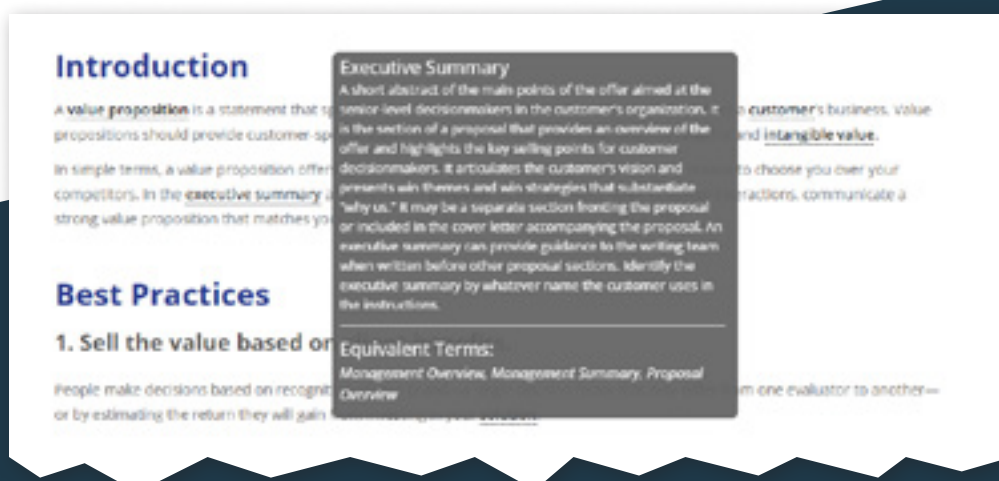 Introduction
A value proposition is a statement that
customer's business. Value
propositions should provide
and intangible value.
In simple terms, a value proposition
to choose you over your
competitors. In the executive summary
communicate a
strong value proposition that matches
Best Practices
1. Sell the value based on
People make decisions based on
from one evaluator to another—
or by estimating the return they will gain
Executive Summary
A short abstract of the main points of the offer aimed at the
senior-level decisionmakers in the customer's organization. It
is the section of a proposal that provides an overview of the
offer and highlights the key selling points for customer
decisionmakers. It articulates the customer's vision and
presents win themes and win strategies that substantiate
"why us." It may be a separate section fronting the proposal
or included in the cover letter accompanying the proposal. An
executive summary can provide guidance to the writing team
when written before other proposal sections. Identify the
executive summary by whatever name the customer uses in
the instructions.
Equivalent Terms:
Management Overview, Management Summary, Proposal
Overview